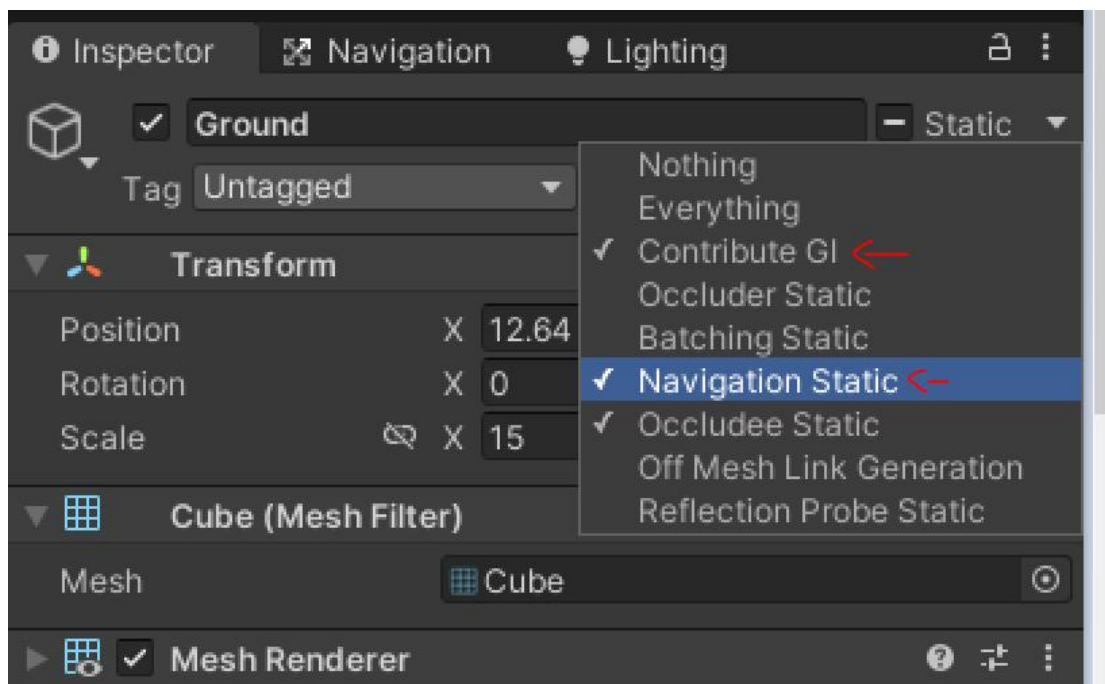 Inspector Navigation Lighting
Ground Static
Tag Untagged
Nothing
Everything
Contribute GI
Occluder Static
Batching Static
Navigation Static
Occludee Static
Off Mesh Link Generation
Reflection Probe Static
Transform
Position X 12.64
Rotation X 0
Scale X 15
Cube (Mesh Filter)
Mesh Cube
Mesh Renderer